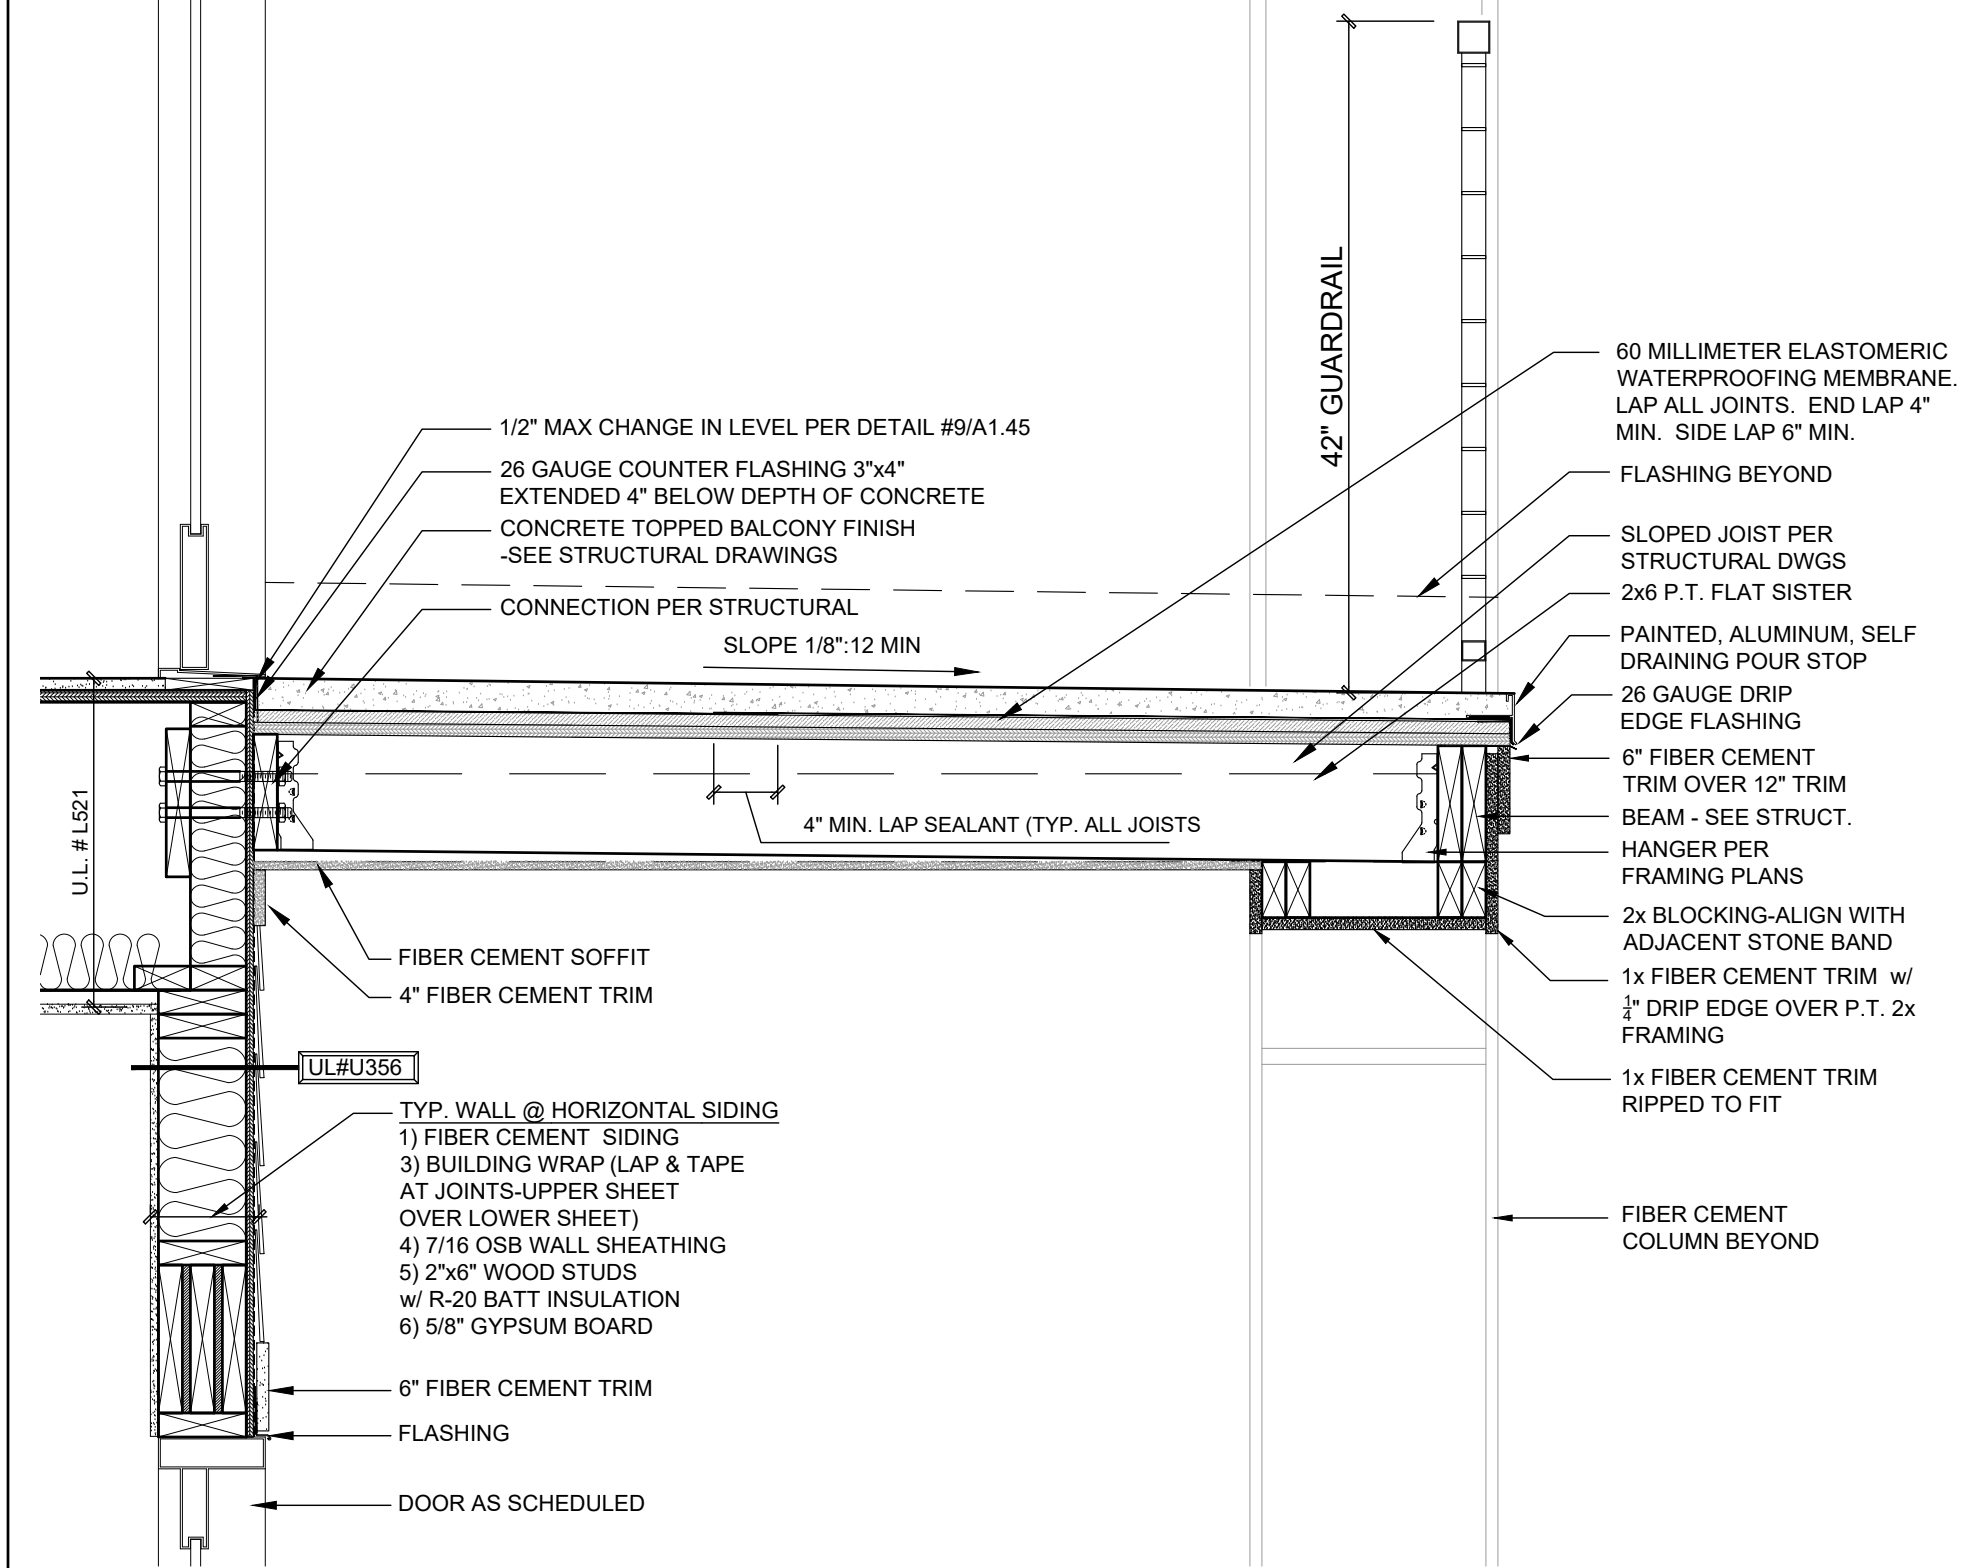 42" GUARDRAIL
60 MILLIMETER ELASTOMERIC
WATERPROOFING MEMBRANE.
LAP ALL JOINTS. END LAP 4"
MIN. SIDE LAP 6" MIN.
1/2" MAX CHANGE IN LEVEL PER DETAIL #9/A1.45
26 GAUGE COUNTER FLASHING 3"x4"
EXTENDED 4" BELOW DEPTH OF CONCRETE
CONCRETE TOPPED BALCONY FINISH
-SEE STRUCTURAL DRAWINGS
CONNECTION PER STRUCTURAL
SLOPE 1/8":12 MIN
FLASHING BEYOND
SLOPED JOIST PER
STRUCTURAL DWGS
2x6 P.T. FLAT SISTER
PAINTED, ALUMINUM, SELF
DRAINING POUR STOP
26 GAUGE DRIP
EDGE FLASHING
6" FIBER CEMENT
TRIM OVER 12" TRIM
BEAM - SEE STRUCT.
HANGER PER
FRAMING PLANS
2x BLOCKING-ALIGN WITH
ADJACENT STONE BAND
1x FIBER CEMENT TRIM w/
1/4" DRIP EDGE OVER P.T. 2x
FRAMING
1x FIBER CEMENT TRIM
RIPPED TO FIT
FIBER CEMENT
COLUMN BEYOND
U.L. # L521
4" MIN. LAP SEALANT (TYP. ALL JOISTS
FIBER CEMENT SOFFIT
4" FIBER CEMENT TRIM
UL#U356
TYP. WALL @ HORIZONTAL SIDING
1) FIBER CEMENT SIDING
3) BUILDING WRAP (LAP & TAPE
AT JOINTS-UPPER SHEET
OVER LOWER SHEET)
4) 7/16 OSB WALL SHEATHING
5) 2"x6" WOOD STUDS
w/ R-20 BATT INSULATION
6) 5/8" GYPSUM BOARD
6" FIBER CEMENT TRIM
FLASHING
DOOR AS SCHEDULED